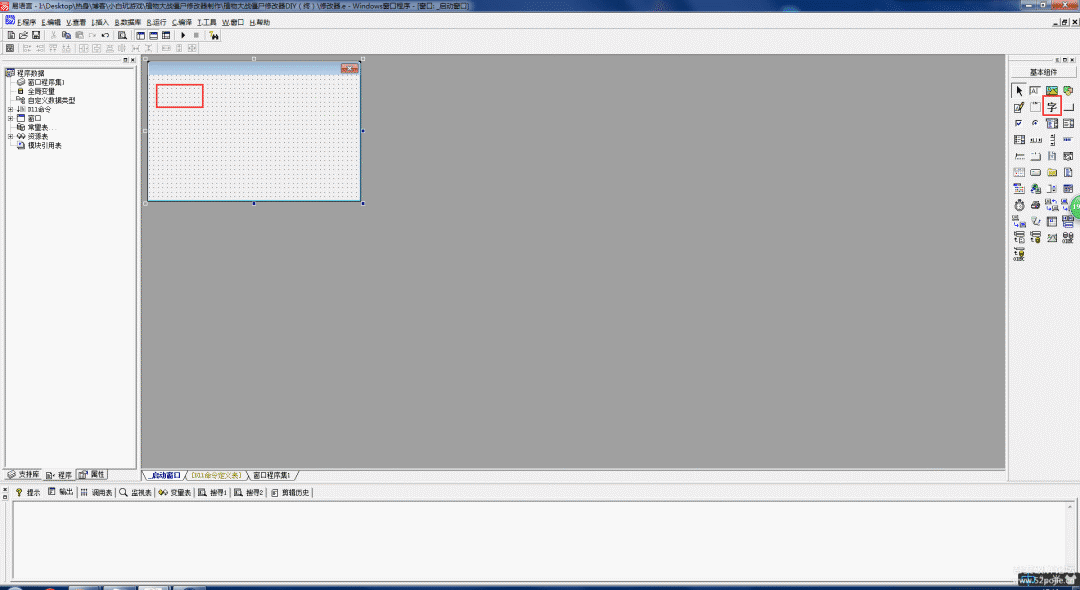 易语言 - I:\Desktop\热身\博客\小白玩游戏\植物大战僵尸修改器制作\植物大战僵尸修改器DIY（终）\修改器.e - Windows窗口程序 - [窗口: _启动窗口]
F.程序 E.编辑 V.查看 I.插入 B.数据库 R.运行 C.编译 T.工具 W.窗口 H.帮助
基本组件
字
程序数据
窗口程序集1
全局变量
自定义数据类型
Dll命令
窗口
常量表...
资源表
模块引用表
支持库 程序 属性
_启动窗口 [Dll命令定义表] 窗口程序集1
提示 输出 调用表 监视表 变量表 搜寻1 搜寻2 剪辑历史
www.52pojie.cn